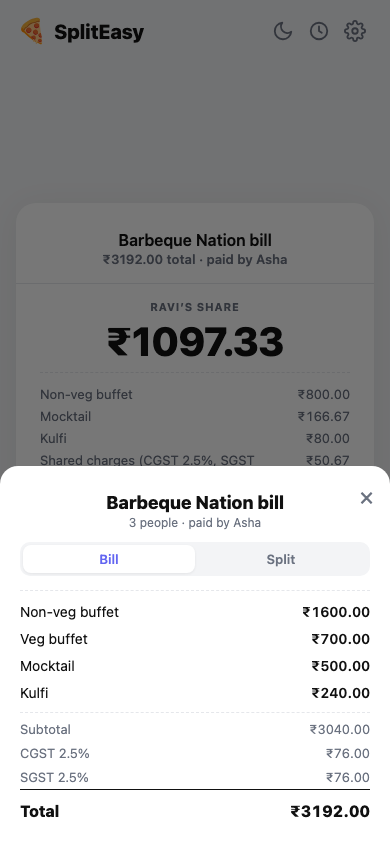 SplitEasy
Barbeque Nation bill
₹3192.00 total · paid by Asha
RAVI'S SHARE
₹1097.33
Non-veg buffet ₹800.00
Mocktail ₹166.67
Kulfi ₹80.00
Shared charges (CGST 2.5%, SGST ₹50.67
Barbeque Nation bill
3 people · paid by Asha
Bill Split
Non-veg buffet ₹1600.00
Veg buffet ₹700.00
Mocktail ₹500.00
Kulfi ₹240.00
Subtotal ₹3040.00
CGST 2.5% ₹76.00
SGST 2.5% ₹76.00
Total ₹3192.00